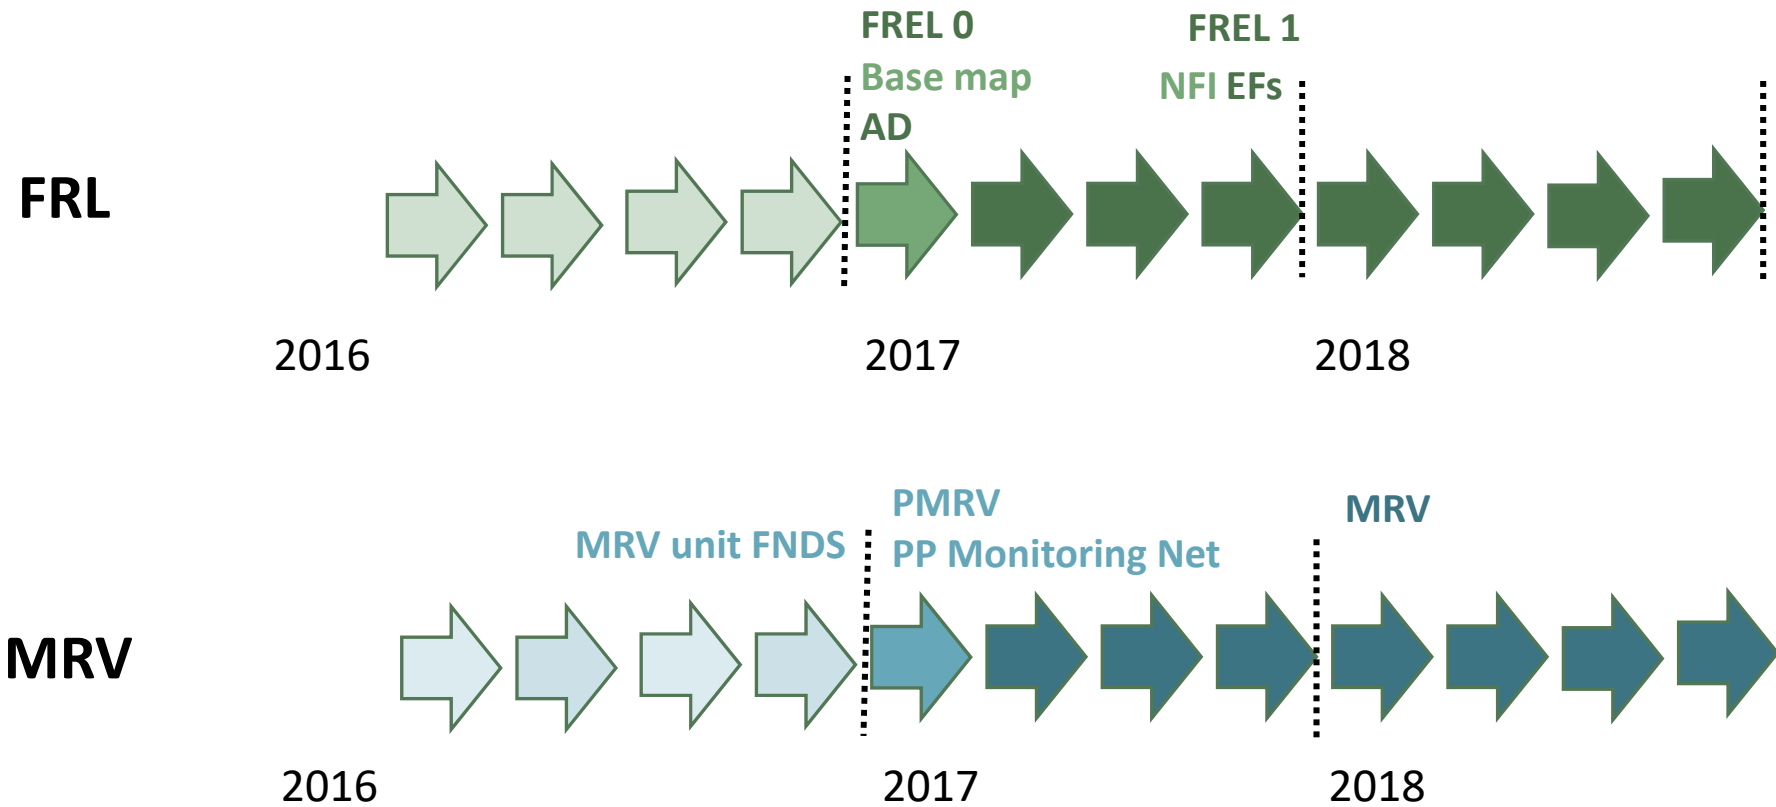 FREL 0
Base map
AD
FREL 1
NFI EFs
FRL
2016
2017
2018
MRV unit FNDS
PMRV
PP Monitoring Net
MRV
MRV
2016
2017
2018